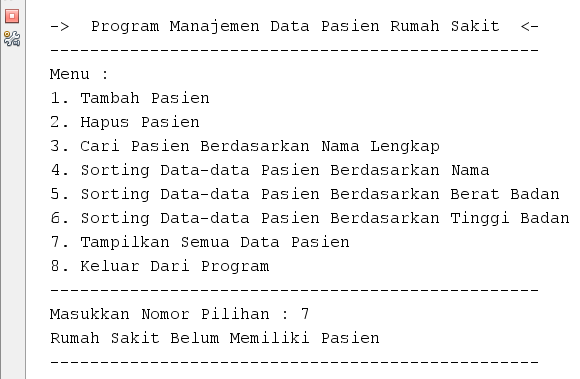 ->  Program Manajemen Data Pasien Rumah Sakit  <-
-------------------------------------------------
Menu :
1. Tambah Pasien
2. Hapus Pasien
3. Cari Pasien Berdasarkan Nama Lengkap
4. Sorting Data-data Pasien Berdasarkan Nama
5. Sorting Data-data Pasien Berdasarkan Berat Badan
6. Sorting Data-data Pasien Berdasarkan Tinggi Badan
7. Tampilkan Semua Data Pasien
8. Keluar Dari Program
-------------------------------------------------
Masukkan Nomor Pilihan : 7
Rumah Sakit Belum Memiliki Pasien
-------------------------------------------------